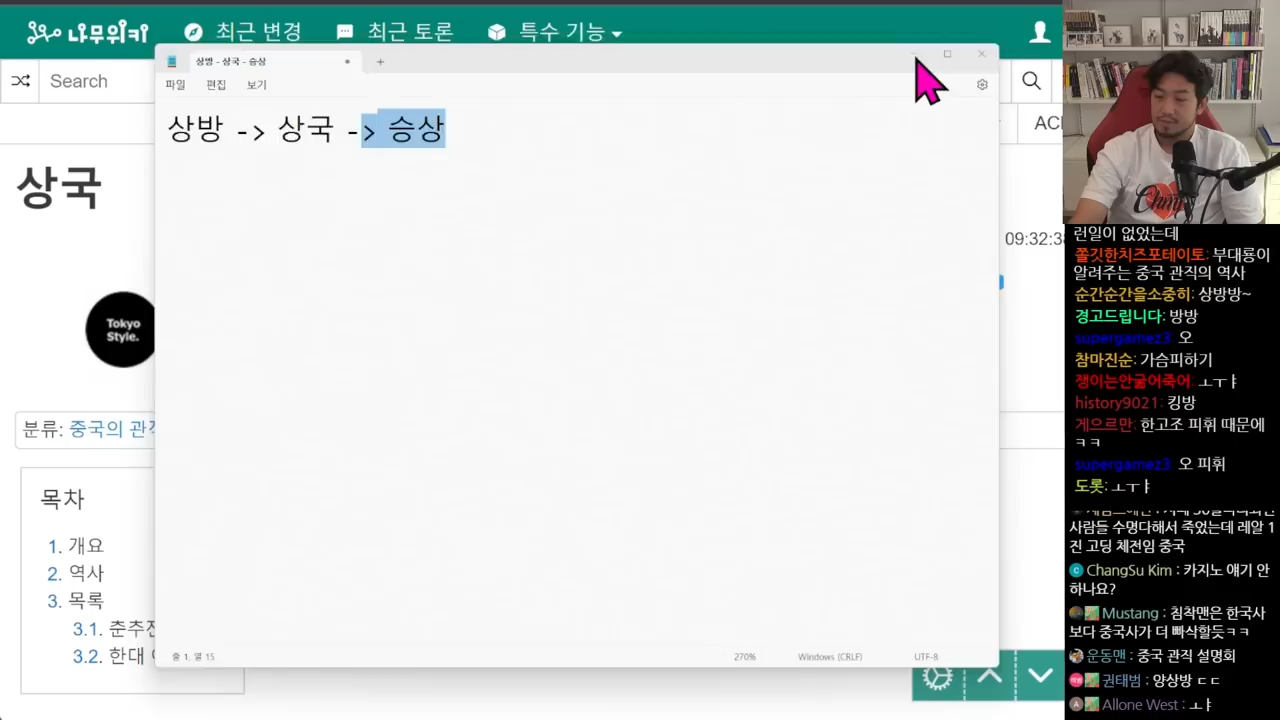 나무위키
최근 변경
최근 토론
특수 기능
Search
상방 - 상국 - 승상
파일 편집 보기
상방 -> 상국 -> 승상
상국
09:32:3
Tokyo
Style.
분류: 중국의 관직
목차
1. 개요
2. 역사
3. 목록
3.1. 춘추전
3.2. 한대
줄 1, 열 15
270%
Windows (CRLF)
UTF-8
런일이 없었는데
쫄깃한치즈포테이토: 부대룡이
알려주는 중국 관직의 역사
순간순간을소중히: 상방방~
경고드립니다: 방방
supergamez3 오
참마진순: 가슴피하기
쟁이는안굶어죽어: ㅗㅜㅑ
history9021: 킹방
게으르만: 한고조 피휘 때문에
ㅋㅋ
supergamez3 오 피휘
도롯: ㅗㅜㅑ
사람들 수명다해서 죽었는데 레알 1
진 고딩 체전임 중국
ChangSu Kim : 카지노 얘기 안
하나요?
Mustang : 침착맨은 한국사
보다 중국사가 더 빠삭할듯ㅋㅋ
운동맨 : 중국 관직 설명회
권태범 : 양상방 ㄷㄷ
Allone West : ㅗㅑ